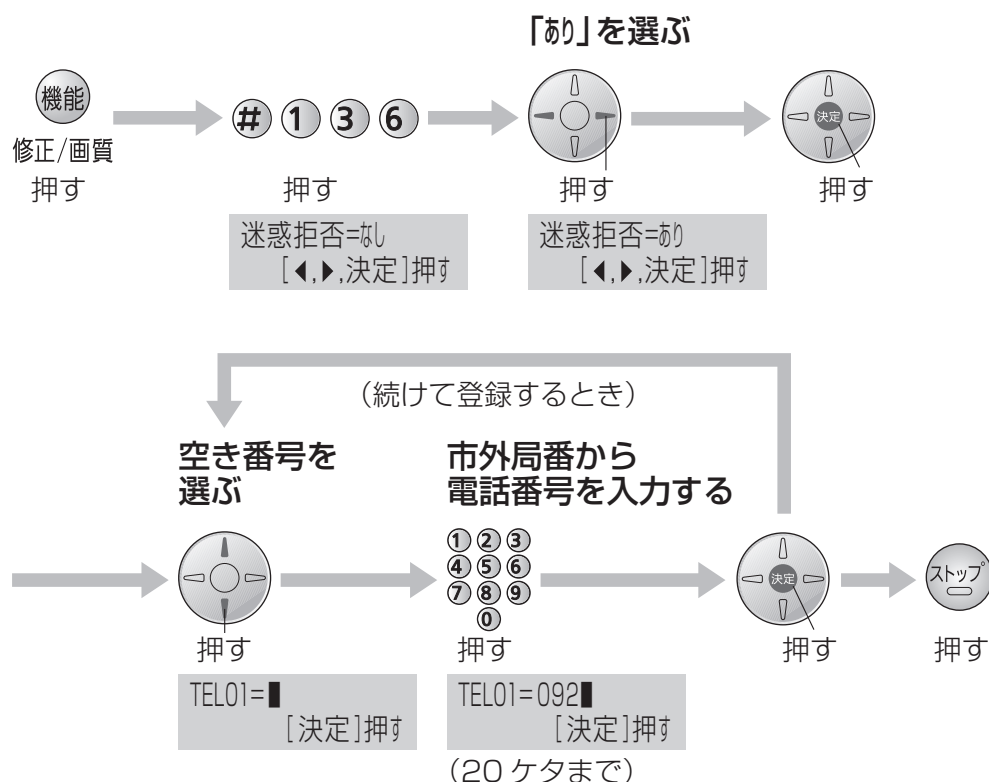 「あり」を選ぶ
機能
修正/画質
押す
# 1 3 6
押す
迷惑拒否=なし
[◀,▶,決定]押す
押す
迷惑拒否=あり
[◀,▶,決定]押す
決定
押す
(続けて登録するとき)
空き番号を
選ぶ
押す
TEL01=▮
[決定]押す
市外局番から
電話番号を入力する
1 2 3
4 5 6
7 8 9
0
押す
TEL01=092▮
[決定]押す
(20 ケタまで)
決定
押す
ストップ
押す